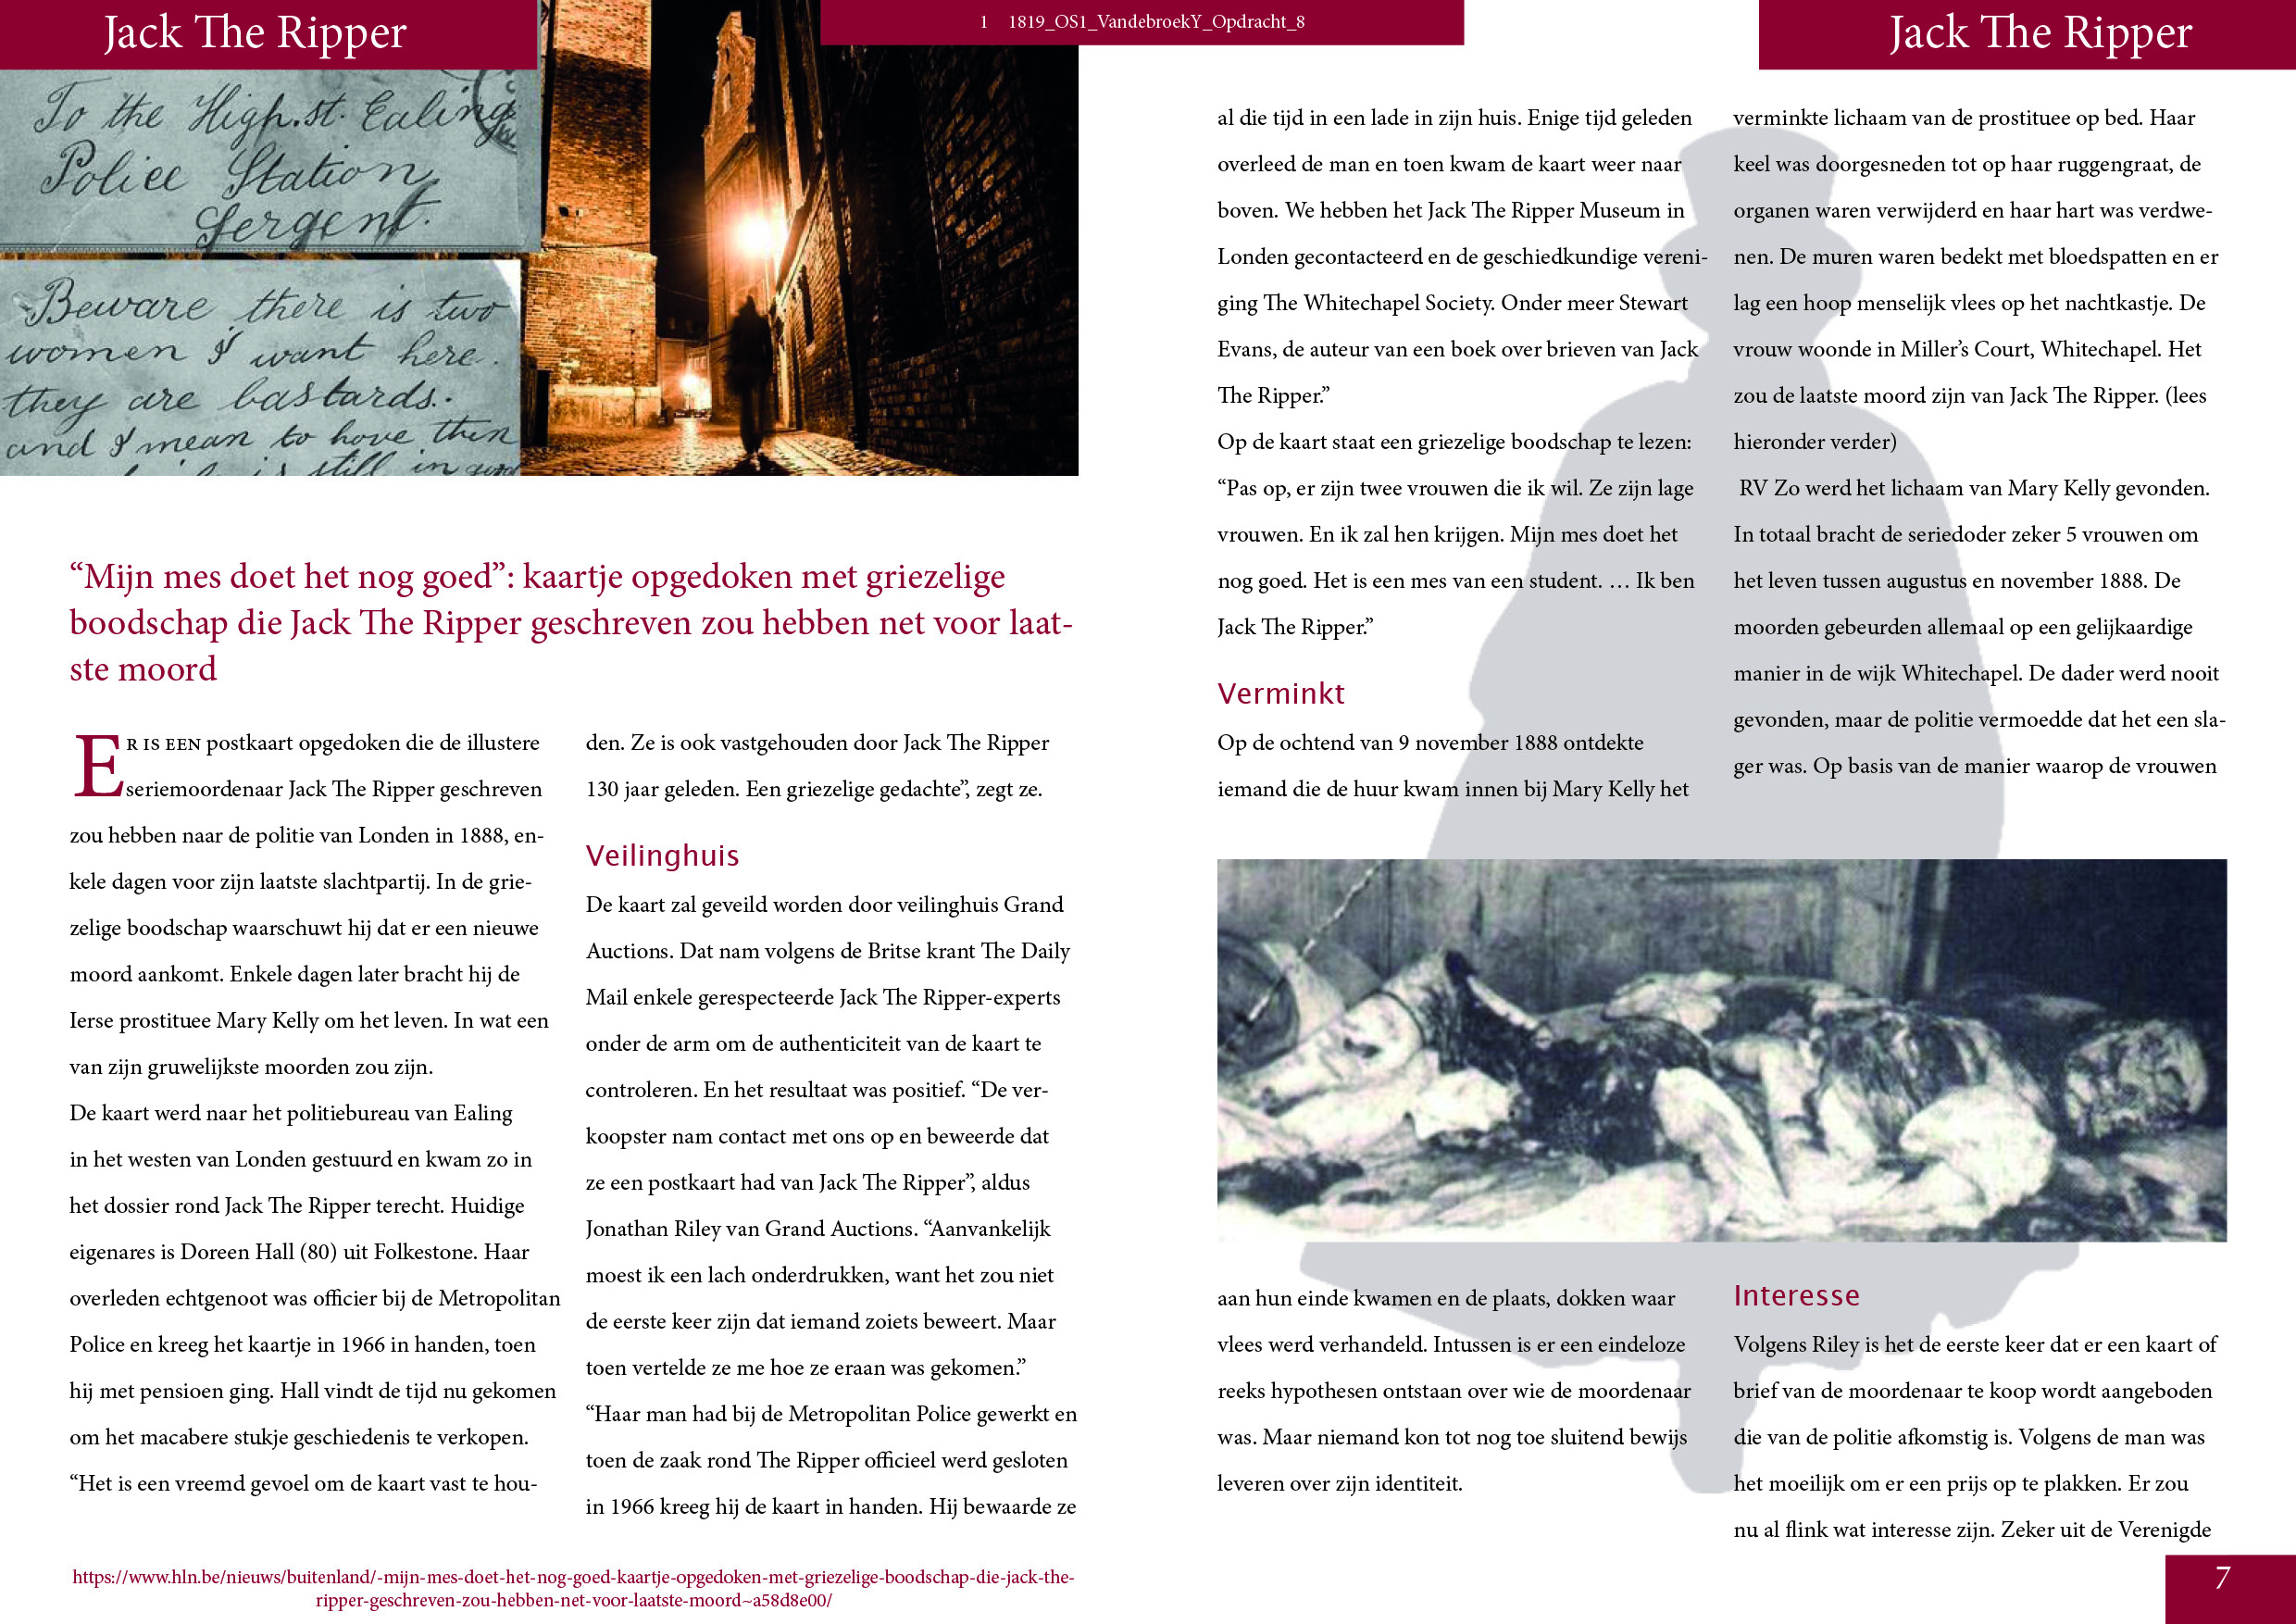 Jack The Ripper
1 1819_OS1_VandebroekY_Opdracht_8
Jack The Ripper
To the High.st. Ealing
Police Station
Sergent.
Beware there is two
women I want here.
they are bastards.
and I mean to have them
is still in
“Mijn mes doet het nog goed”: kaartje opgedoken met griezelige
boodschap die Jack The Ripper geschreven zou hebben net voor laat-
ste moord
ER IS EEN postkaart opgedoken die de illustere
seriemoordenaar Jack The Ripper geschreven
zou hebben naar de politie van Londen in 1888, en-
kele dagen voor zijn laatste slachtpartij. In de grie-
zelige boodschap waarschuwt hij dat er een nieuwe
moord aankomt. Enkele dagen later bracht hij de
Ierse prostituee Mary Kelly om het leven. In wat een
van zijn gruwelijkste moorden zou zijn.
De kaart werd naar het politiebureau van Ealing
in het westen van Londen gestuurd en kwam zo in
het dossier rond Jack The Ripper terecht. Huidige
eigenares is Doreen Hall (80) uit Folkestone. Haar
overleden echtgenoot was officier bij de Metropolitan
Police en kreeg het kaartje in 1966 in handen, toen
hij met pensioen ging. Hall vindt de tijd nu gekomen
om het macabere stukje geschiedenis te verkopen.
“Het is een vreemd gevoel om de kaart vast te hou-
den. Ze is ook vastgehouden door Jack The Ripper
130 jaar geleden. Een griezelige gedachte”, zegt ze.
Veilinghuis
De kaart zal geveild worden door veilinghuis Grand
Auctions. Dat nam volgens de Britse krant The Daily
Mail enkele gerespecteerde Jack The Ripper-experts
onder de arm om de authenticiteit van de kaart te
controleren. En het resultaat was positief. “De ver-
koopster nam contact met ons op en beweerde dat
ze een postkaart had van Jack The Ripper”, aldus
Jonathan Riley van Grand Auctions. “Aanvankelijk
moest ik een lach onderdrukken, want het zou niet
de eerste keer zijn dat iemand zoiets beweert. Maar
toen vertelde ze me hoe ze eraan was gekomen.”
“Haar man had bij de Metropolitan Police gewerkt en
toen de zaak rond The Ripper officieel werd gesloten
in 1966 kreeg hij de kaart in handen. Hij bewaarde ze
https://www.hln.be/nieuws/buitenland/-mijn-mes-doet-het-nog-goed-kaartje-opgedoken-met-griezelige-boodschap-die-jack-the-
ripper-geschreven-zou-hebben-net-voor-laatste-moord~a58d8e00/
al die tijd in een lade in zijn huis. Enige tijd geleden
overleed de man en toen kwam de kaart weer naar
boven. We hebben het Jack The Ripper Museum in
Londen gecontacteerd en de geschiedkundige vereni-
ging The Whitechapel Society. Onder meer Stewart
Evans, de auteur van een boek over brieven van Jack
The Ripper.”
Op de kaart staat een griezelige boodschap te lezen:
“Pas op, er zijn twee vrouwen die ik wil. Ze zijn lage
vrouwen. En ik zal hen krijgen. Mijn mes doet het
nog goed. Het is een mes van een student. … Ik ben
Jack The Ripper.”
Verminkt
Op de ochtend van 9 november 1888 ontdekte
iemand die de huur kwam innen bij Mary Kelly het
verminkte lichaam van de prostituee op bed. Haar
keel was doorgesneden tot op haar ruggengraat, de
organen waren verwijderd en haar hart was verdwe-
nen. De muren waren bedekt met bloedspatten en er
lag een hoop menselijk vlees op het nachtkastje. De
vrouw woonde in Miller’s Court, Whitechapel. Het
zou de laatste moord zijn van Jack The Ripper. (lees
hieronder verder)
RV Zo werd het lichaam van Mary Kelly gevonden.
In totaal bracht de seriedoder zeker 5 vrouwen om
het leven tussen augustus en november 1888. De
moorden gebeurden allemaal op een gelijkaardige
manier in de wijk Whitechapel. De dader werd nooit
gevonden, maar de politie vermoedde dat het een sla-
ger was. Op basis van de manier waarop de vrouwen
aan hun einde kwamen en de plaats, dokken waar
vlees werd verhandeld. Intussen is er een eindeloze
reeks hypothesen ontstaan over wie de moordenaar
was. Maar niemand kon tot nog toe sluitend bewijs
leveren over zijn identiteit.
Interesse
Volgens Riley is het de eerste keer dat er een kaart of
brief van de moordenaar te koop wordt aangeboden
die van de politie afkomstig is. Volgens de man was
het moeilijk om er een prijs op te plakken. Er zou
nu al flink wat interesse zijn. Zeker uit de Verenigde
7